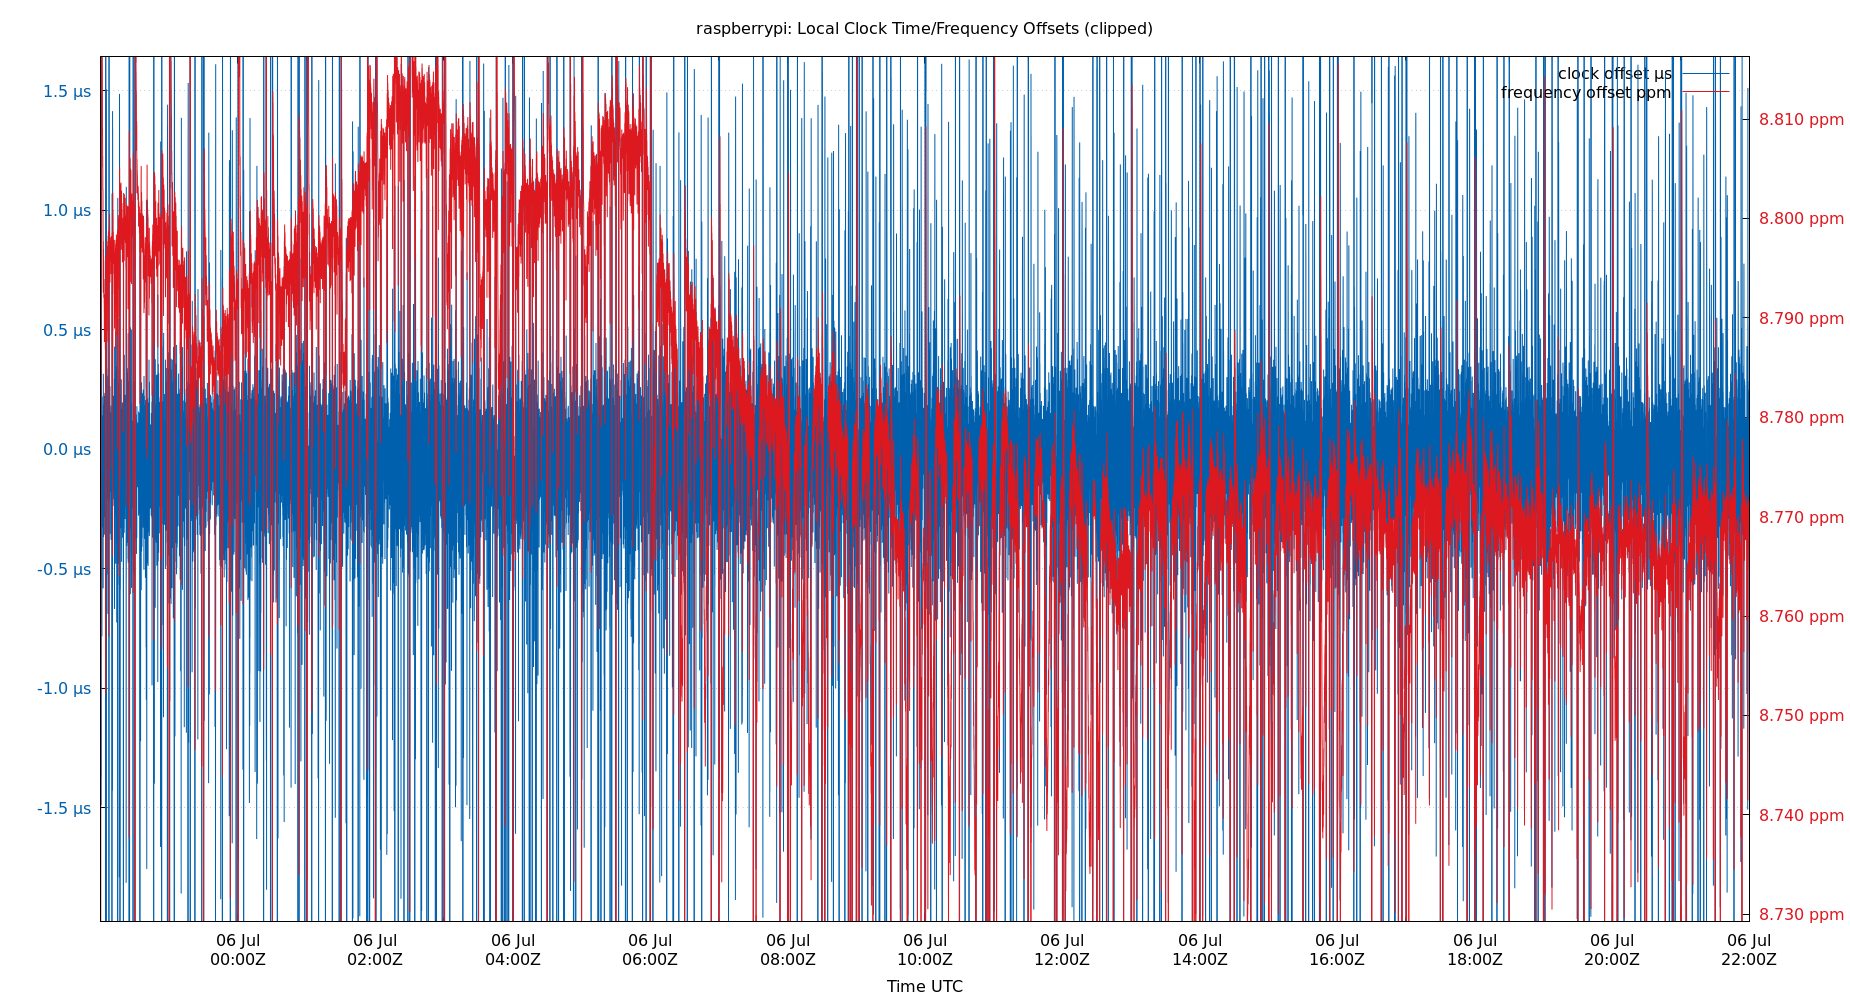 raspberrypi: Local Clock Time/Frequency Offsets (clipped)
clock offset µs
frequency offset ppm
1.5 µs
1.0 µs
0.5 µs
0.0 µs
-0.5 µs
-1.0 µs
-1.5 µs
8.810 ppm
8.800 ppm
8.790 ppm
8.780 ppm
8.770 ppm
8.760 ppm
8.750 ppm
8.740 ppm
8.730 ppm
06 Jul 06 Jul 06 Jul 06 Jul 06 Jul 06 Jul 06 Jul 06 Jul 06 Jul 06 Jul 06 Jul 06 Jul
00:00Z 02:00Z 04:00Z 06:00Z 08:00Z 10:00Z 12:00Z 14:00Z 16:00Z 18:00Z 20:00Z 22:00Z
Time UTC